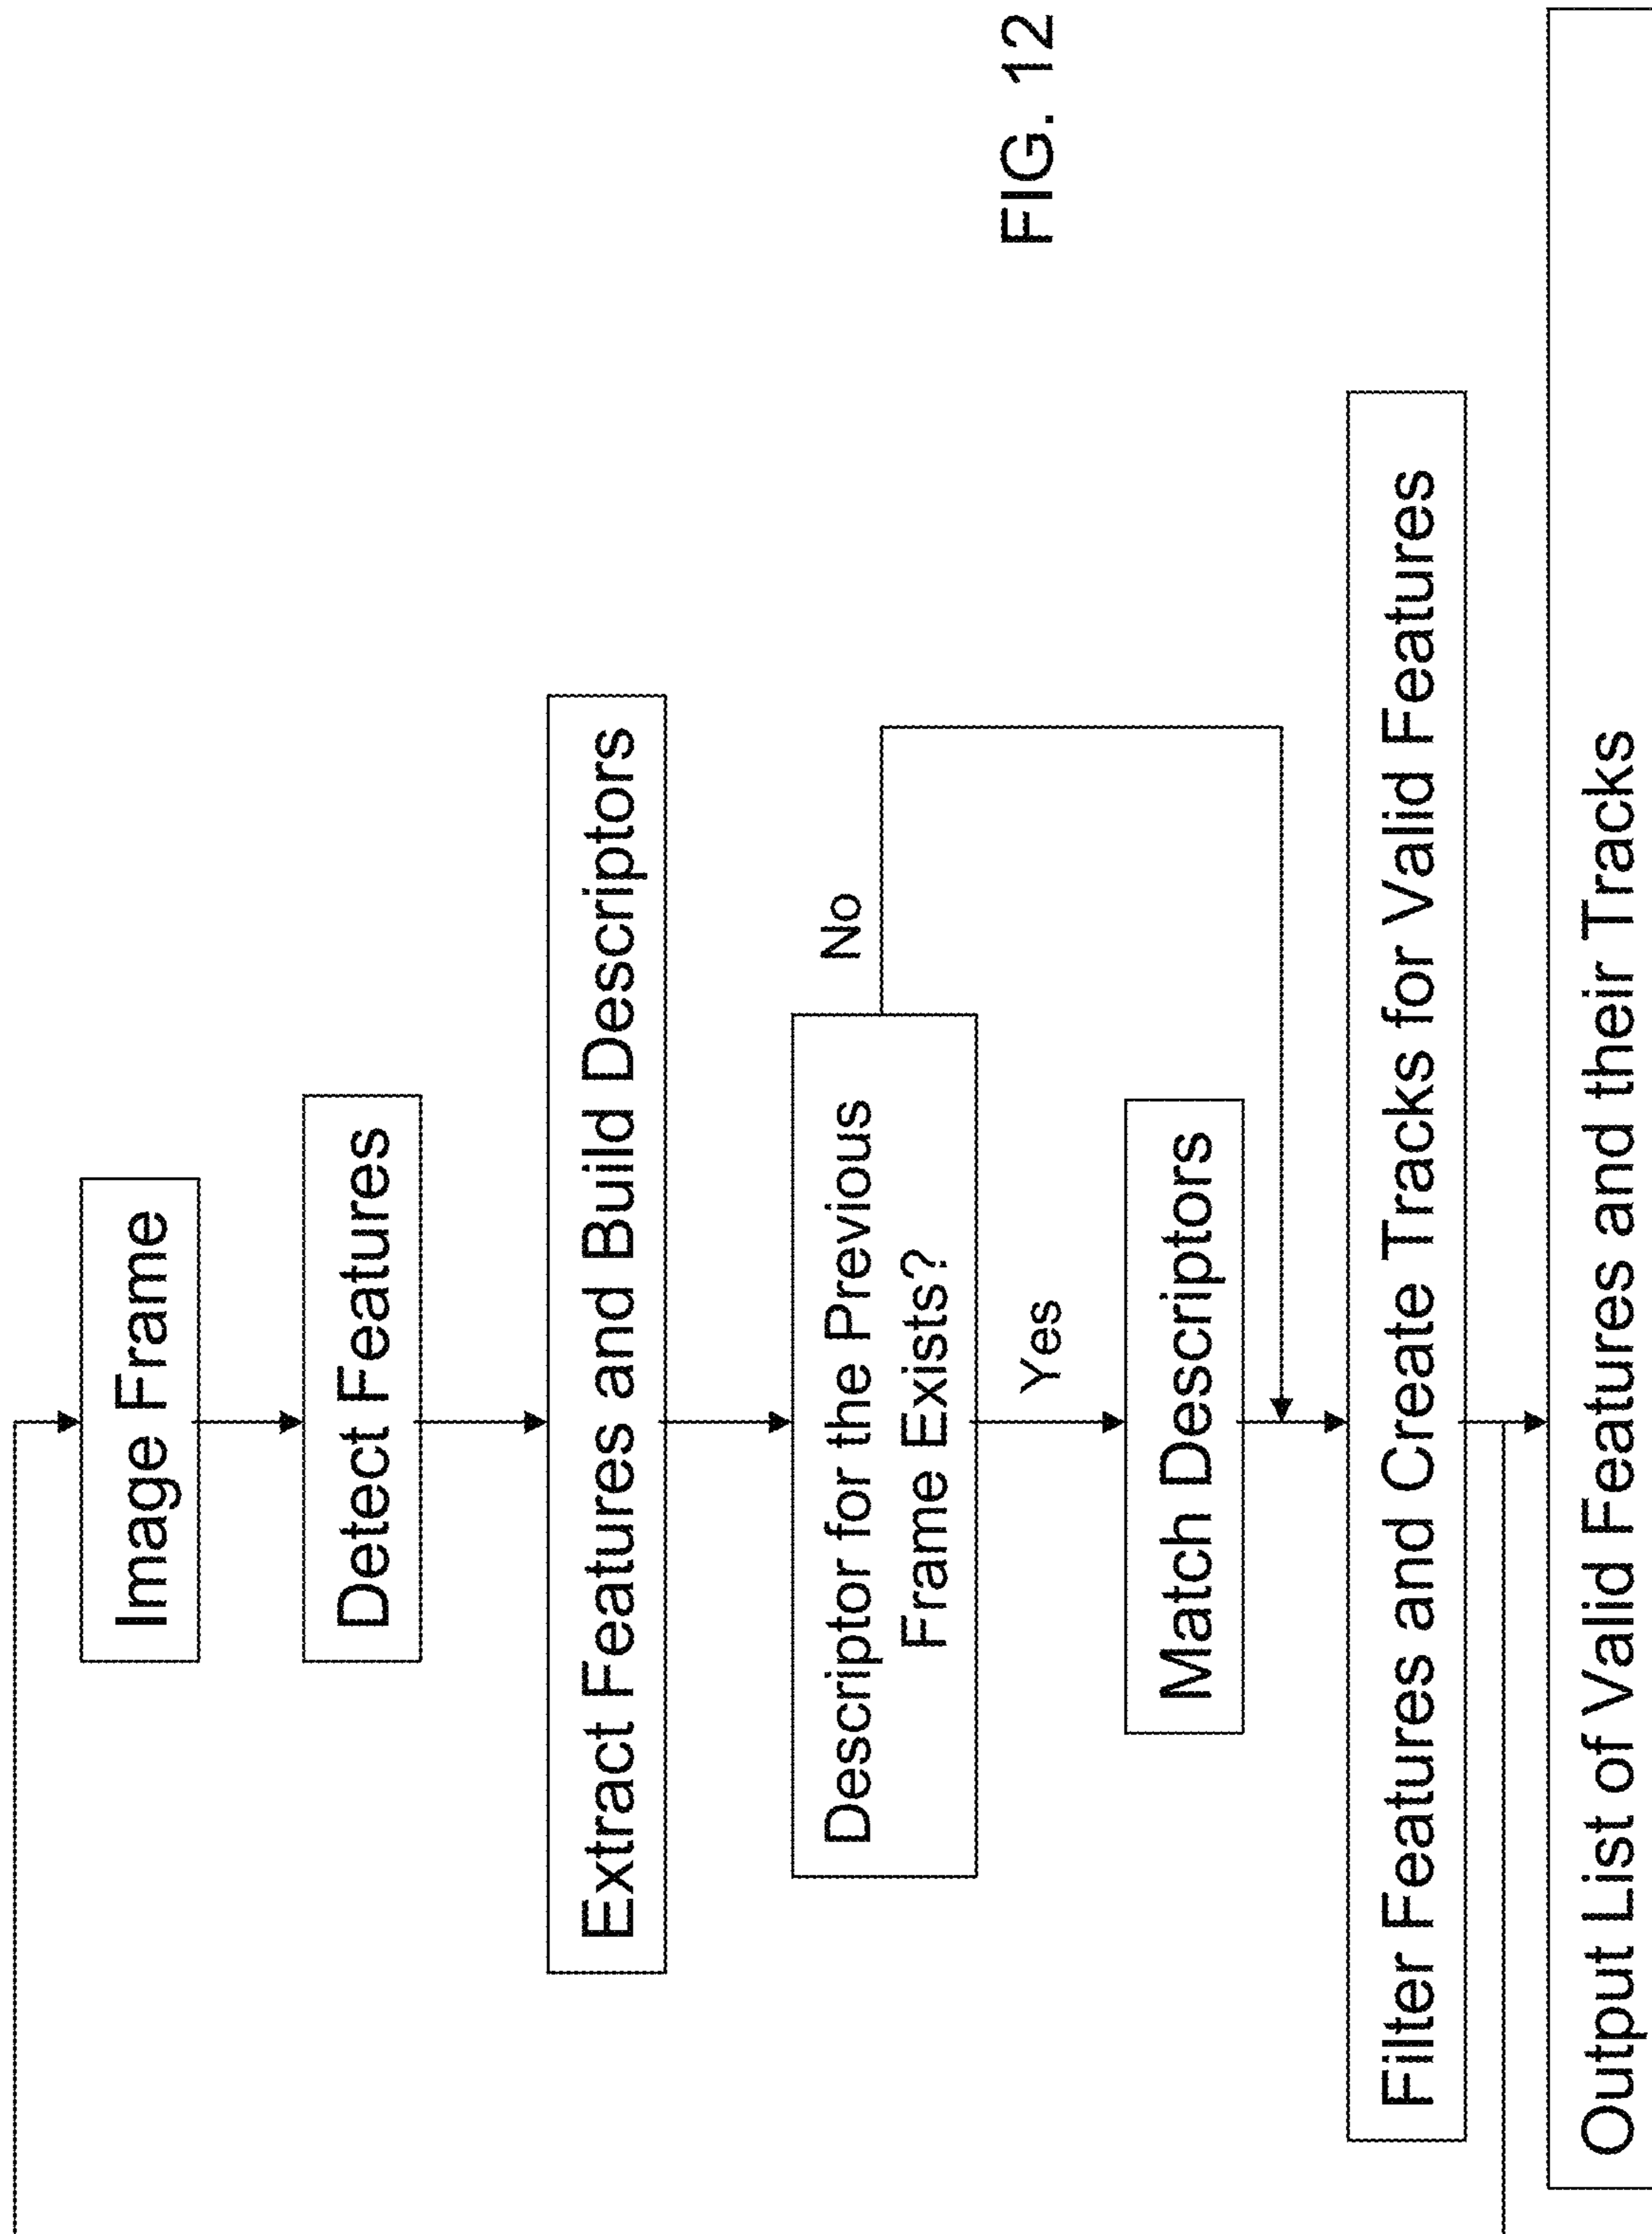 Image Frame
Detect Features
Extract Features and Build Descriptors
Descriptor for the Previous
Frame Exists?
No
Yes
Match Descriptors
Filter Features and Create Tracks for Valid Features
Output List of Valid Features and their Tracks
FIG. 12